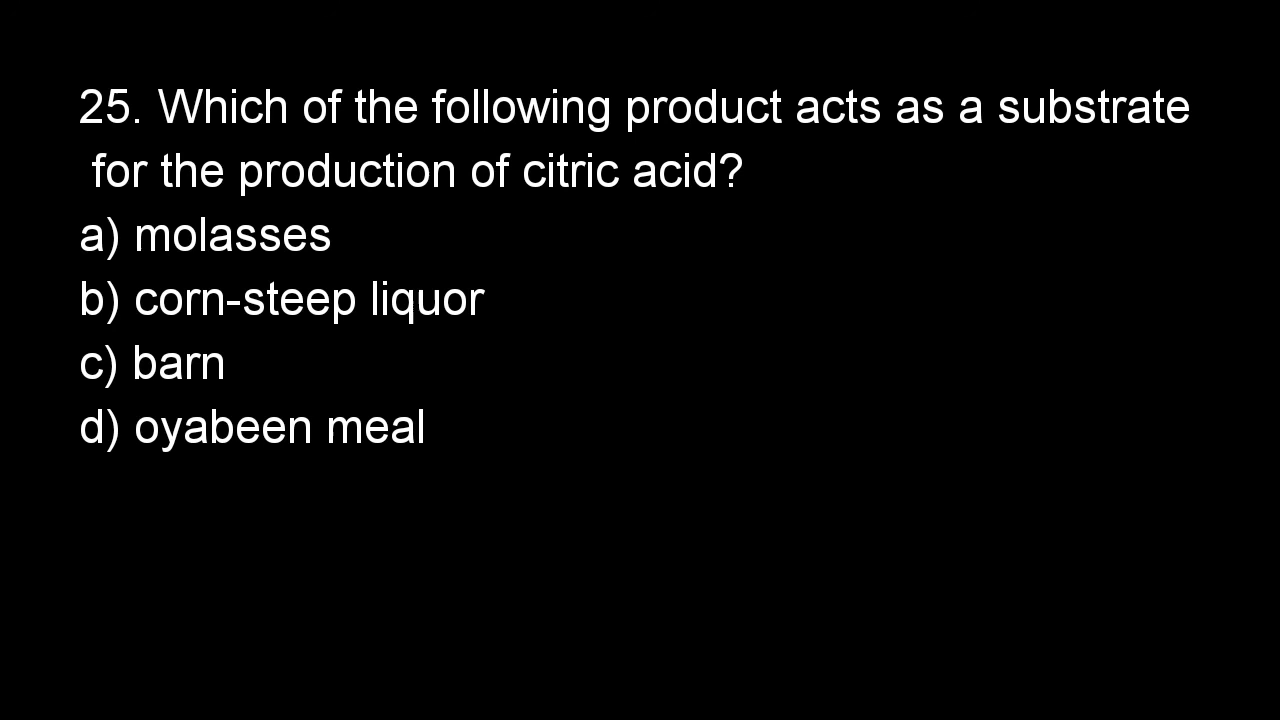 25. Which of the following product acts as a substrate
for the production of citric acid?
a) molasses
b) corn-steep liquor
c) barn
d) oyabeen meal